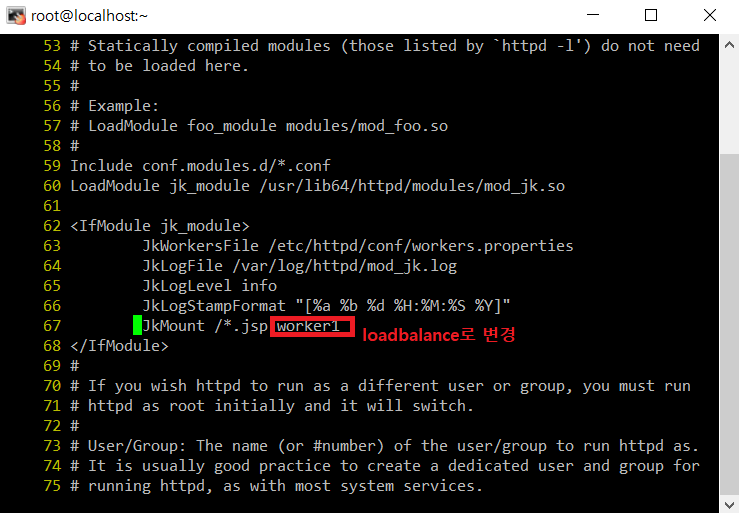 root@localhost:~
53 # Statically compiled modules (those listed by `httpd -l') do not need
54 # to be loaded here.
55 #
56 # Example:
57 # LoadModule foo_module modules/mod_foo.so
58 #
59 Include conf.modules.d/*.conf
60 LoadModule jk_module /usr/lib64/httpd/modules/mod_jk.so
61
62 <IfModule jk_module>
63         JkWorkersFile /etc/httpd/conf/workers.properties
64         JkLogFile /var/log/httpd/mod_jk.log
65         JkLogLevel info
66         JkLogStampFormat "[%a %b %d %H:%M:%S %Y]"
67         JkMount /*.jsp worker1 loadbalance로 변경
68 </IfModule>
69 #
70 # If you wish httpd to run as a different user or group, you must run
71 # httpd as root initially and it will switch.
72 #
73 # User/Group: The name (or #number) of the user/group to run httpd as.
74 # It is usually good practice to create a dedicated user and group for
75 # running httpd, as with most system services.